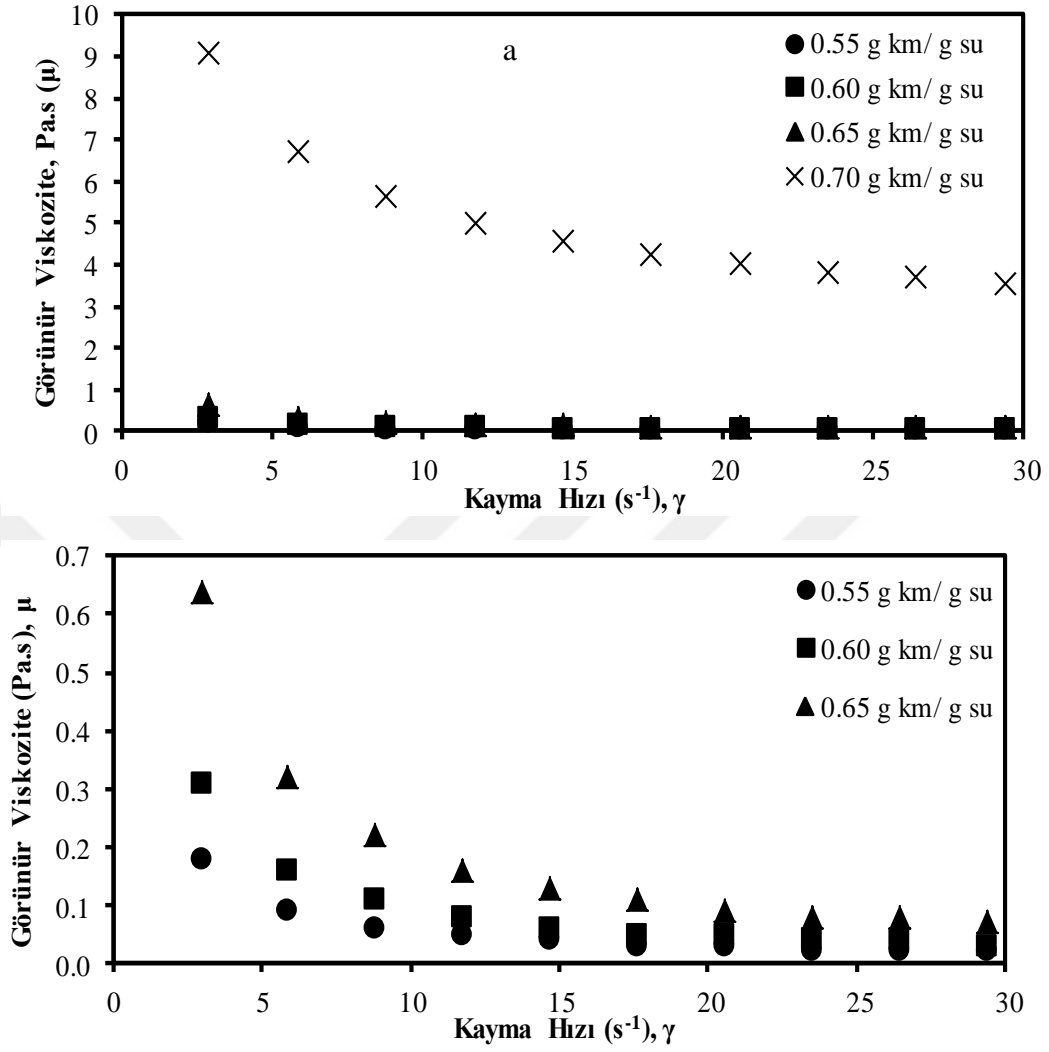 10
9
8
7
6
5
4
3
2
1
0
Görünür Viskozite, Pa.s (μ)
a
0.55 g km/ g su
0.60 g km/ g su
0.65 g km/ g su
0.70 g km/ g su
0 5 10 15 20 25 30
Kayma Hızı (s⁻¹), γ
0.7
0.6
0.5
0.4
0.3
0.2
0.1
0.0
Görünür Viskozite (Pa.s), μ
0.55 g km/ g su
0.60 g km/ g su
0.65 g km/ g su
0 5 10 15 20 25 30
Kayma Hızı (s⁻¹), γ